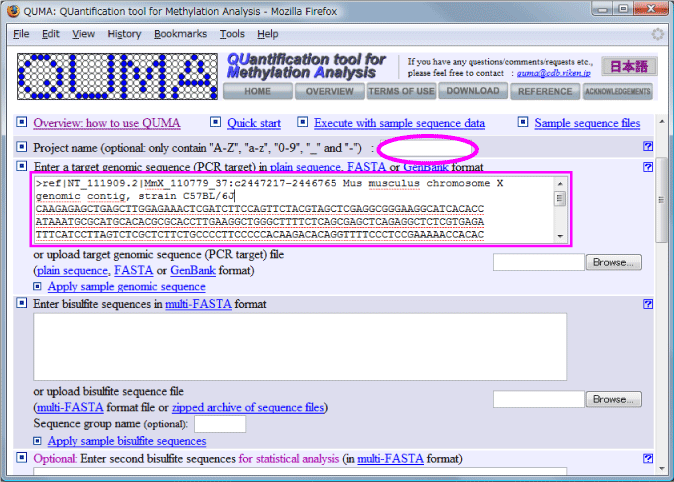 QUMA: QUantification tool for Methylation Analysis - Mozilla Firefox
File Edit View History Bookmarks Tools Help
QUMA
QUantification tool for
Methylation Analysis
If you have any questions/comments/requests etc.,
please feel free to contact : quma@cdb.riken.jp
日本語
HOME OVERVIEW TERMS OF USE DOWNLOAD REFERENCE ACKNOWLEDGEMENTS
Overview: how to use QUMA Quick start Execute with sample sequence data Sample sequence files
Project name (optional: only contain "A-Z", "a-z", "0-9", "_" and "-") :
Enter a target genomic sequence (PCR target) in plain sequence, FASTA or GenBank format
>ref|NT_111909.2|MmX_110779_37:c2447217-2446765 Mus musculus chromosome X
genomic contig, strain C57BL/6J
CAAGAGAGCTGAGCTTGGAGAAACTCGATCTTCCAGTTCTACGTAGCTCGAGGCGGGAAGGCATCACACC
ATAAATGCGCATGCACACGCGCACCTTGAAGGCTGGGCTTTTCTCAGCGAGCTCAGAGGCTCTCGTGAGA
TTTCATCCTTAGTCTCGCTCTTCTGCCCCTTCCCCCACAAGACACAGGTTTTCCCTCCGAAAAACCACAC
or upload target genomic sequence (PCR target) file
(plain sequence, FASTA or GenBank format)
Browse...
Apply sample genomic sequence
Enter bisulfite sequences in multi-FASTA format
or upload bisulfite sequence file
(multi-FASTA format file or zipped archive of sequence files)
Browse...
Sequence group name (optional):
Apply sample bisulfite sequences
Optional: Enter second bisulfite sequences for statistical analysis (in multi-FASTA format)